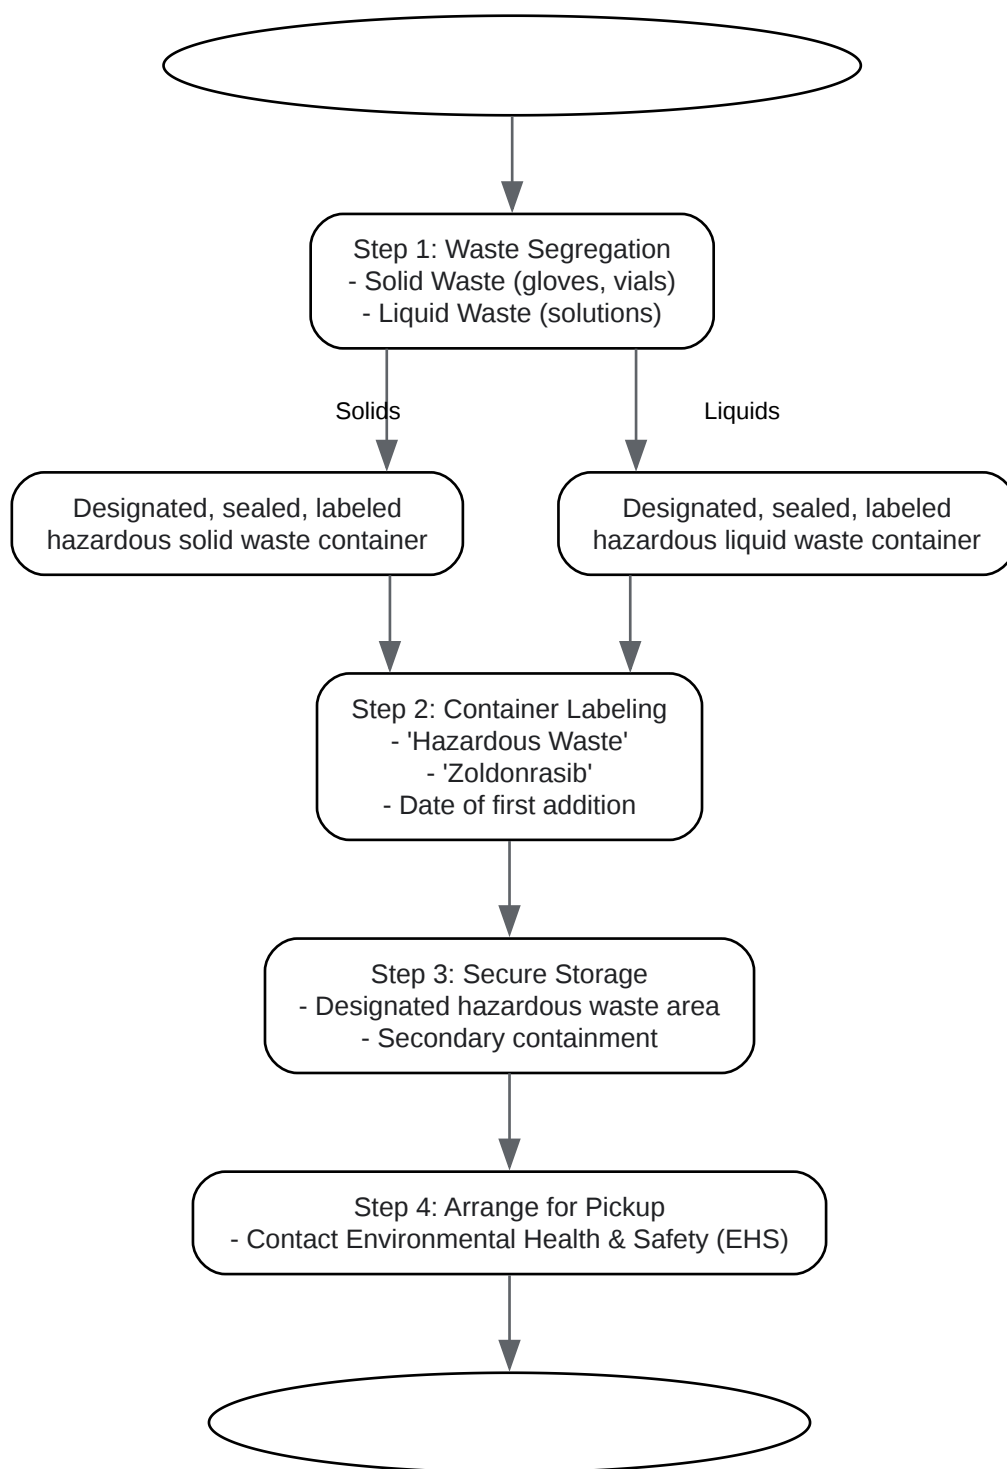 Step 1: Waste Segregation
- Solid Waste (gloves, vials)
- Liquid Waste (solutions)
Solids
Liquids
Designated, sealed, labeled
hazardous solid waste container
Designated, sealed, labeled
hazardous liquid waste container
Step 2: Container Labeling
- 'Hazardous Waste'
- 'Zoldonrasib'
- Date of first addition
Step 3: Secure Storage
- Designated hazardous waste area
- Secondary containment
Step 4: Arrange for Pickup
- Contact Environmental Health & Safety (EHS)